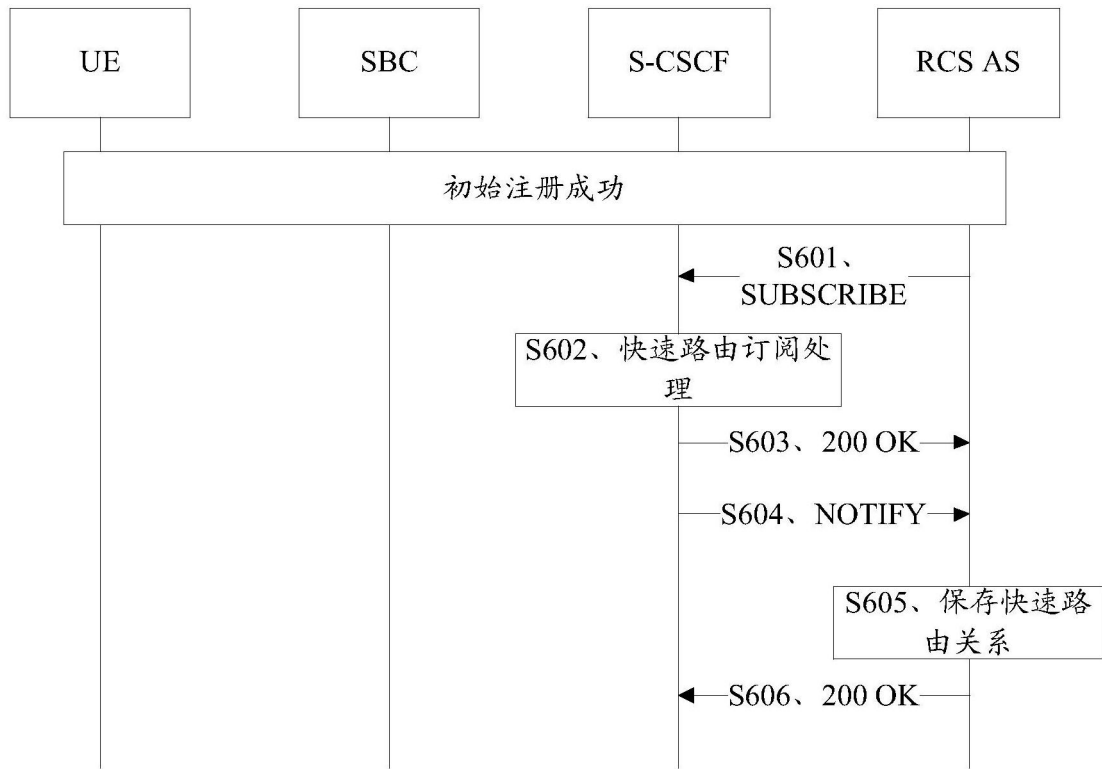 UE
SBC
S-CSCF
RCS AS
初始注册成功
S601、
SUBSCRIBE
S602、快速路由订阅处
理
S603、200 OK
S604、NOTIFY
S605、保存快速路
由关系
S606、200 OK